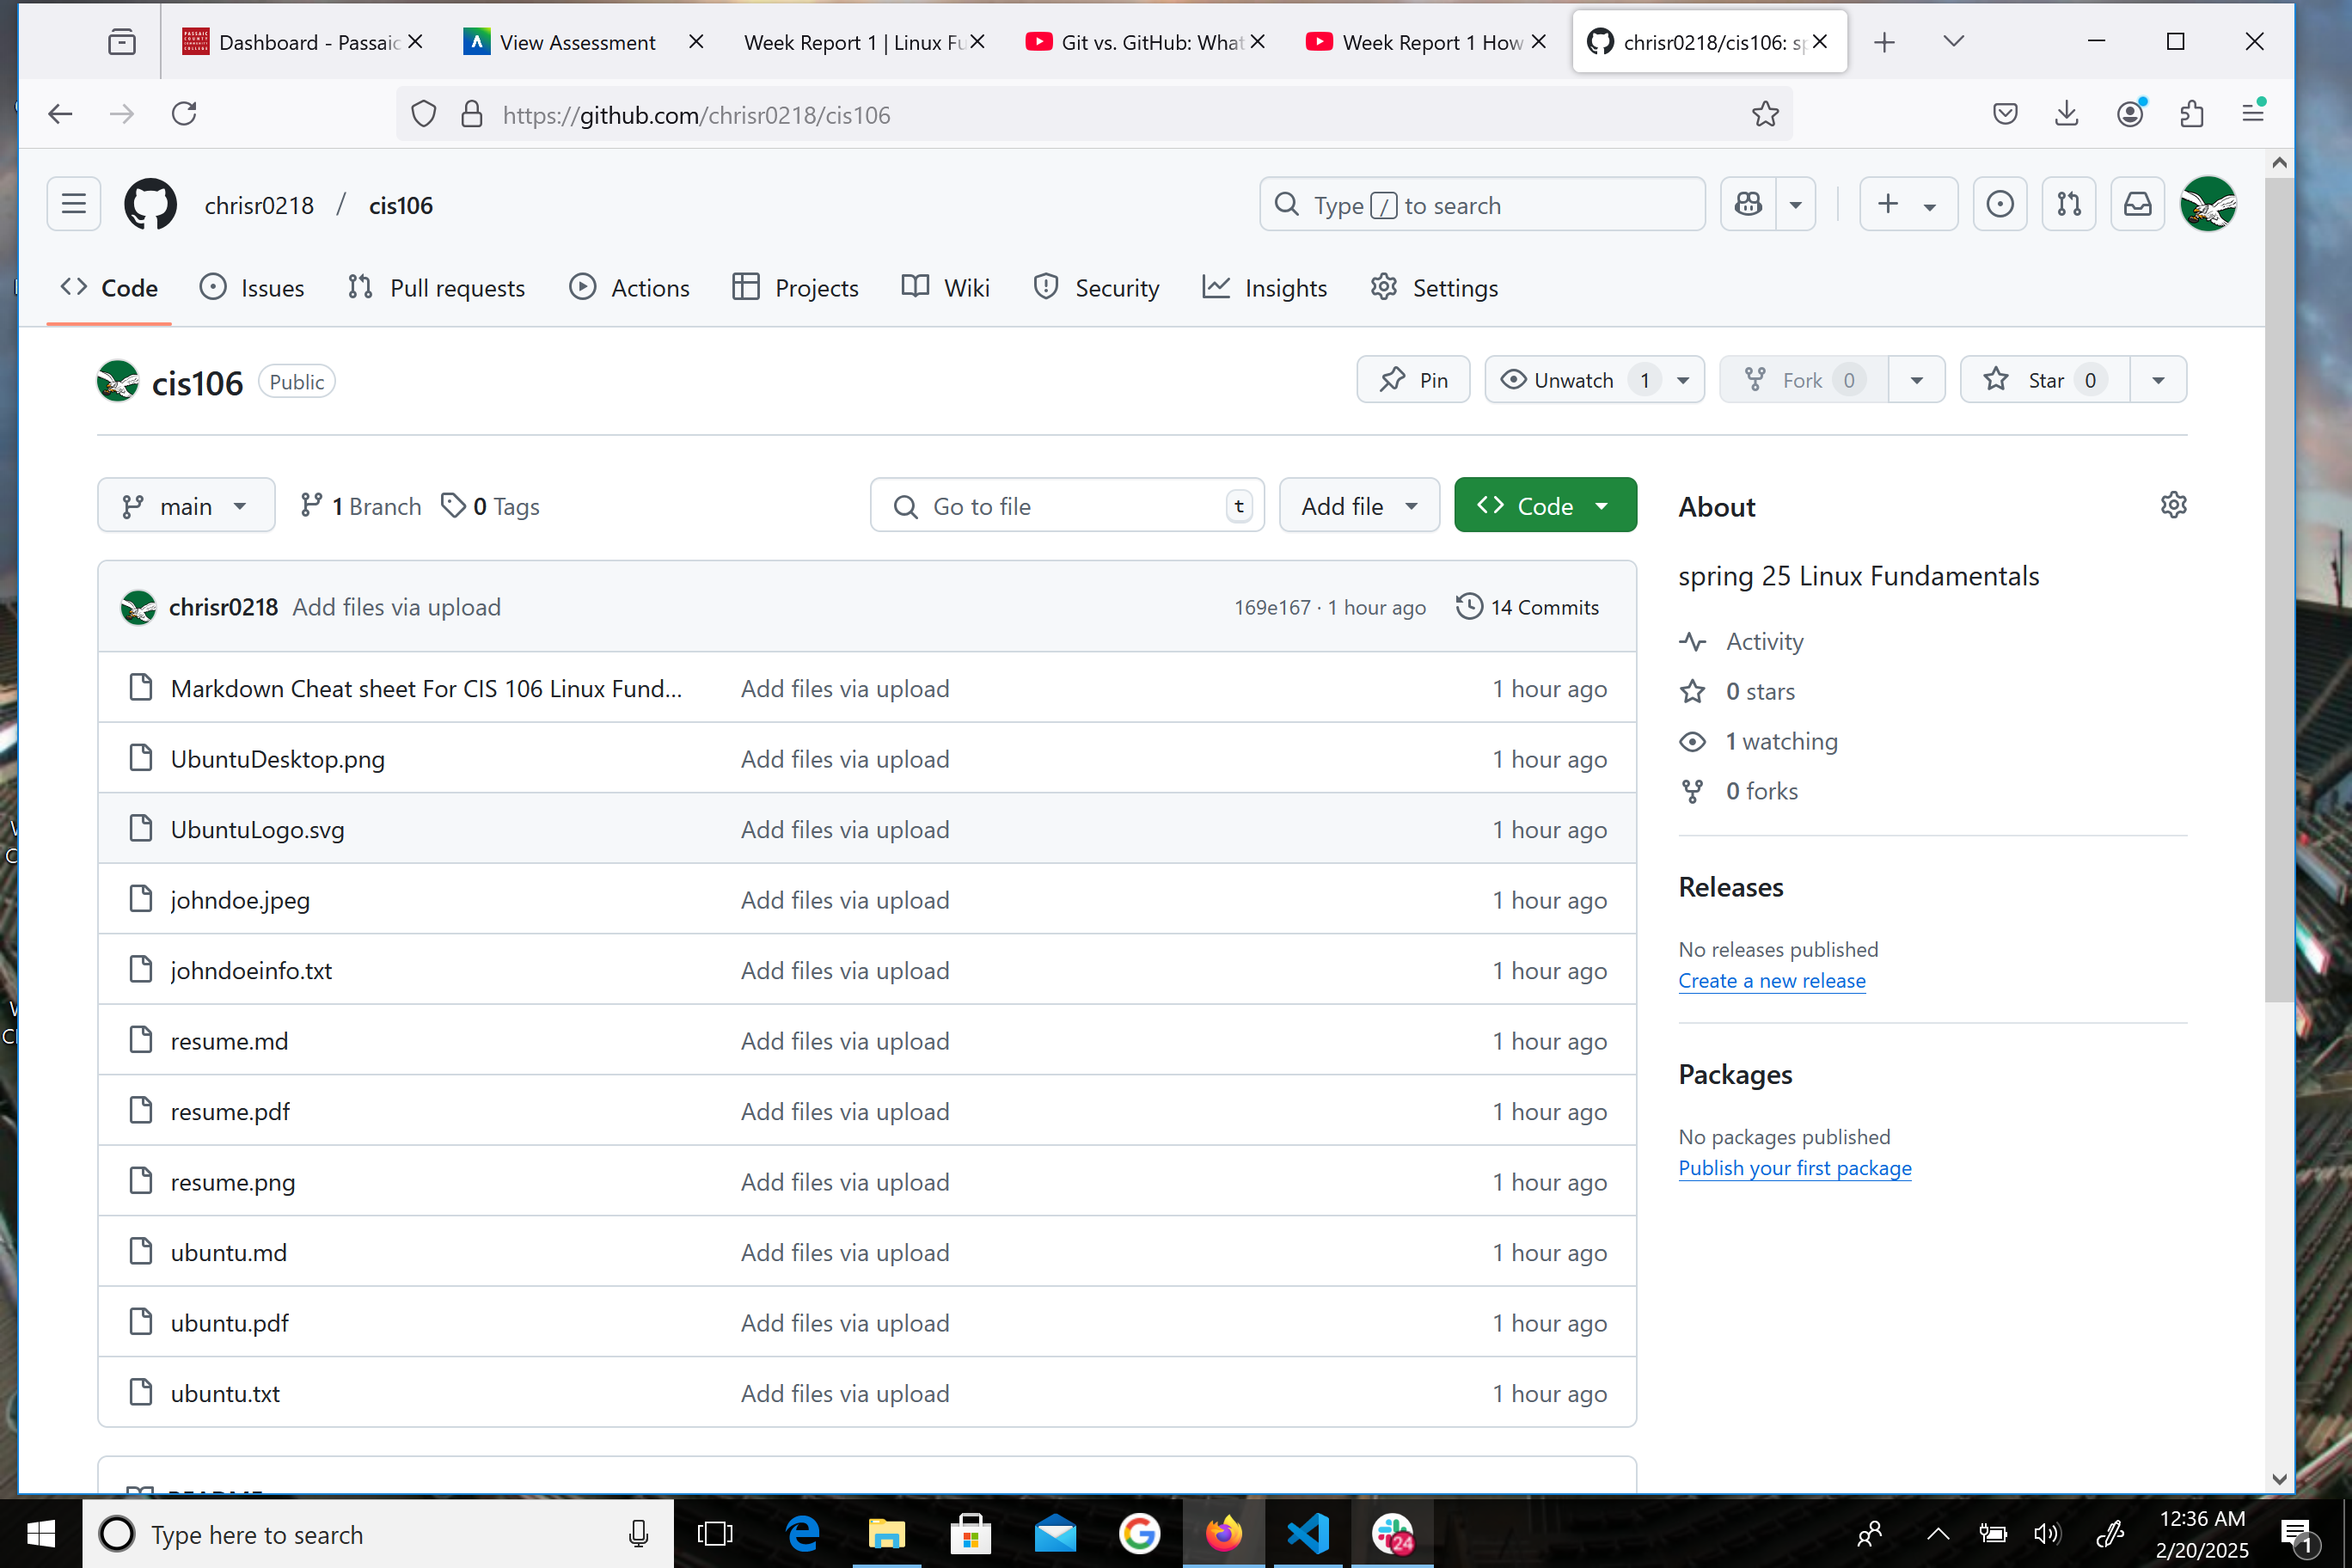 Dashboard - Passaic
View Assessment
Week Report 1 | Linux Fu
Git vs. GitHub: What
Week Report 1 How
chrisr0218/cis106: sp
https://github.com/chrisr0218/cis106
chrisr0218 / cis106
Type / to search
Code
Issues
Pull requests
Actions
Projects
Wiki
Security
Insights
Settings
cis106 Public
Pin
Unwatch 1
Fork 0
Star 0
main
1 Branch
0 Tags
Go to file t
Add file
Code
chrisr0218 Add files via upload 169e167 · 1 hour ago 14 Commits
Markdown Cheat sheet For CIS 106 Linux Fund... Add files via upload 1 hour ago
UbuntuDesktop.png Add files via upload 1 hour ago
UbuntuLogo.svg Add files via upload 1 hour ago
johndoe.jpeg Add files via upload 1 hour ago
johndoeinfo.txt Add files via upload 1 hour ago
resume.md Add files via upload 1 hour ago
resume.pdf Add files via upload 1 hour ago
resume.png Add files via upload 1 hour ago
ubuntu.md Add files via upload 1 hour ago
ubuntu.pdf Add files via upload 1 hour ago
ubuntu.txt Add files via upload 1 hour ago
About
spring 25 Linux Fundamentals
Activity
0 stars
1 watching
0 forks
Releases
No releases published
Create a new release
Packages
No packages published
Publish your first package
Type here to search
24
12:36 AM
2/20/2025
1